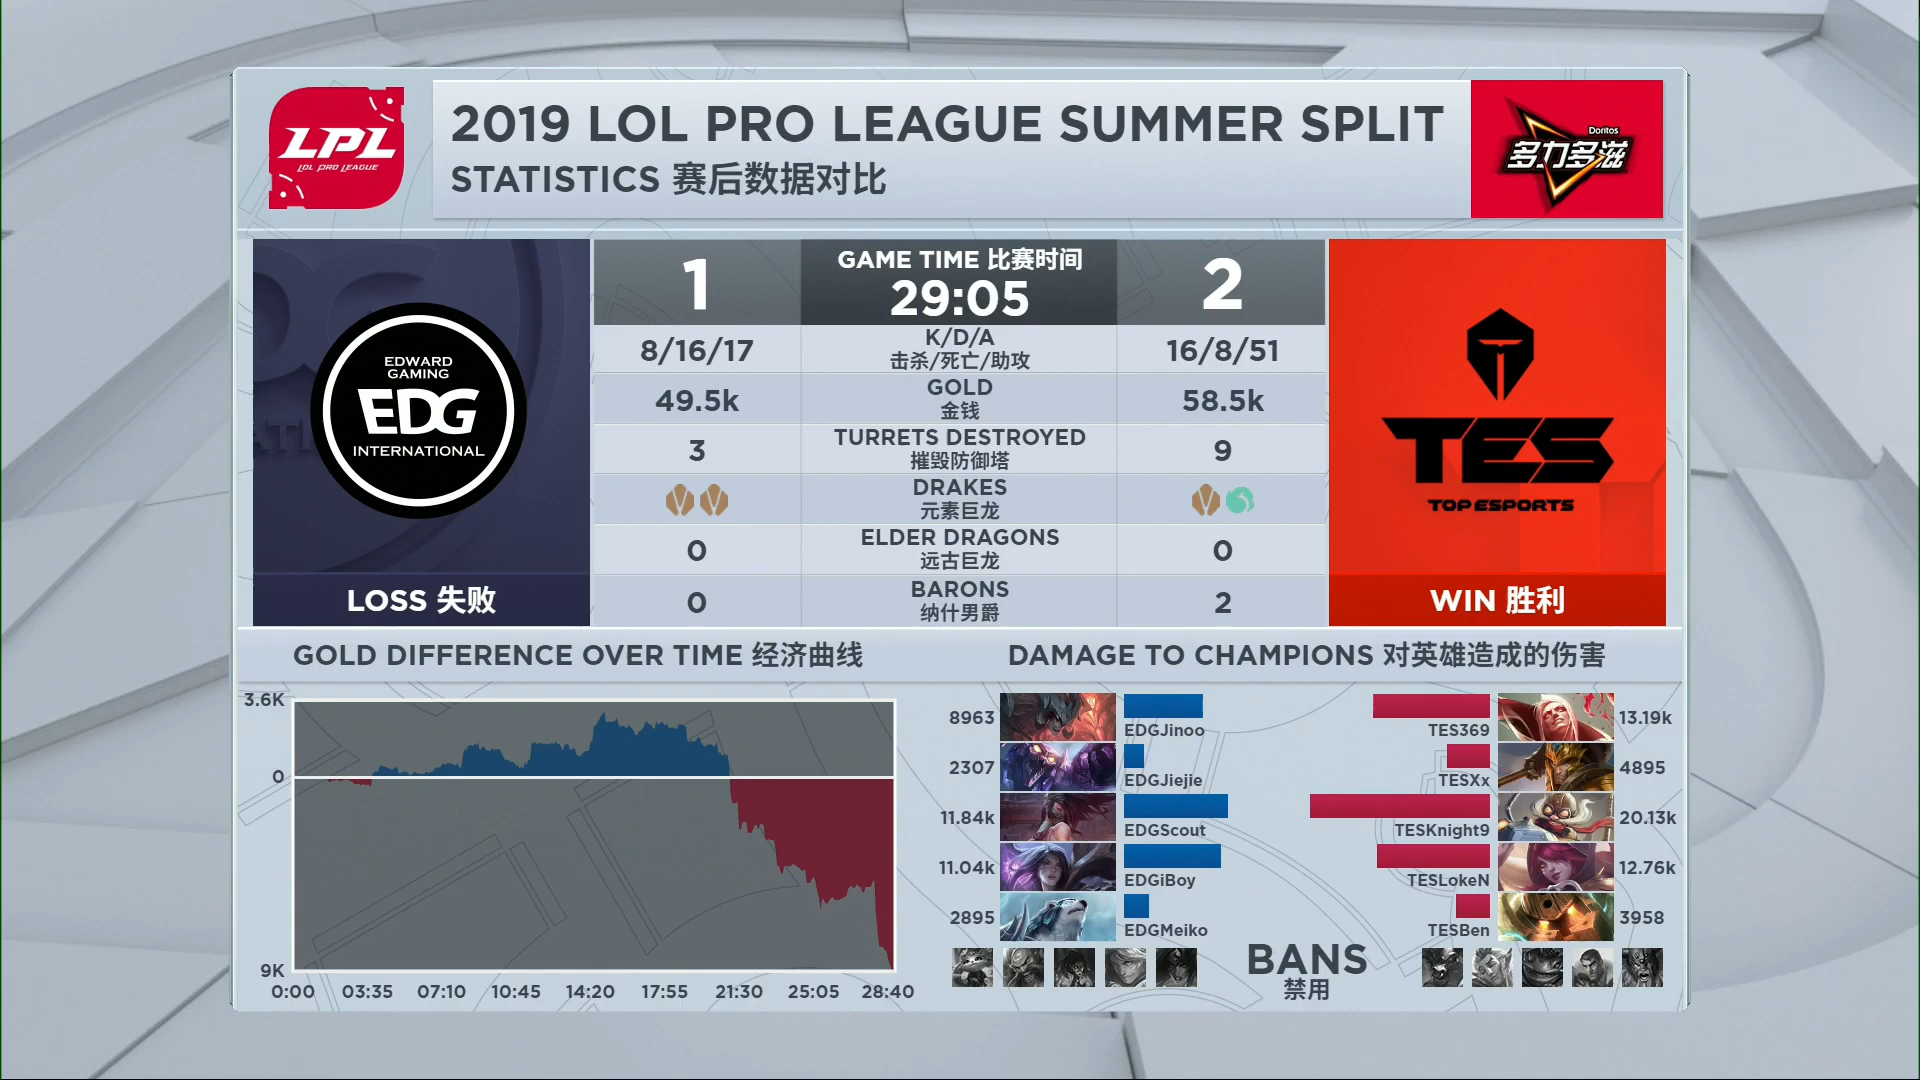 LPL
LOL PRO LEAGUE
2019 LOL PRO LEAGUE SUMMER SPLIT
STATISTICS 赛后数据对比
Doritos
多力多滋
EDWARD
GAMING
EDG
INTERNATIONAL
LOSS 失败
1
GAME TIME 比赛时间
29:05
2
8/16/17
K/D/A
击杀/死亡/助攻
16/8/51
49.5k
GOLD
金钱
58.5k
3
TURRETS DESTROYED
摧毁防御塔
9
DRAKES
元素巨龙
0
ELDER DRAGONS
远古巨龙
0
0
BARONS
纳什男爵
2
TES
TOP ESPORTS
WIN 胜利
GOLD DIFFERENCE OVER TIME 经济曲线
3.6K
0
9K
0:00 03:35 07:10 10:45 14:20 17:55 21:30 25:05 28:40
DAMAGE TO CHAMPIONS 对英雄造成的伤害
8963 EDGJinoo TES369 13.19k
2307 EDGJiejie TESXx 4895
11.84k EDGScout TESKnight9 20.13k
11.04k EDGiBoy TESLokeN 12.76k
2895 EDGMeiko TESBen 3958
BANS
禁用